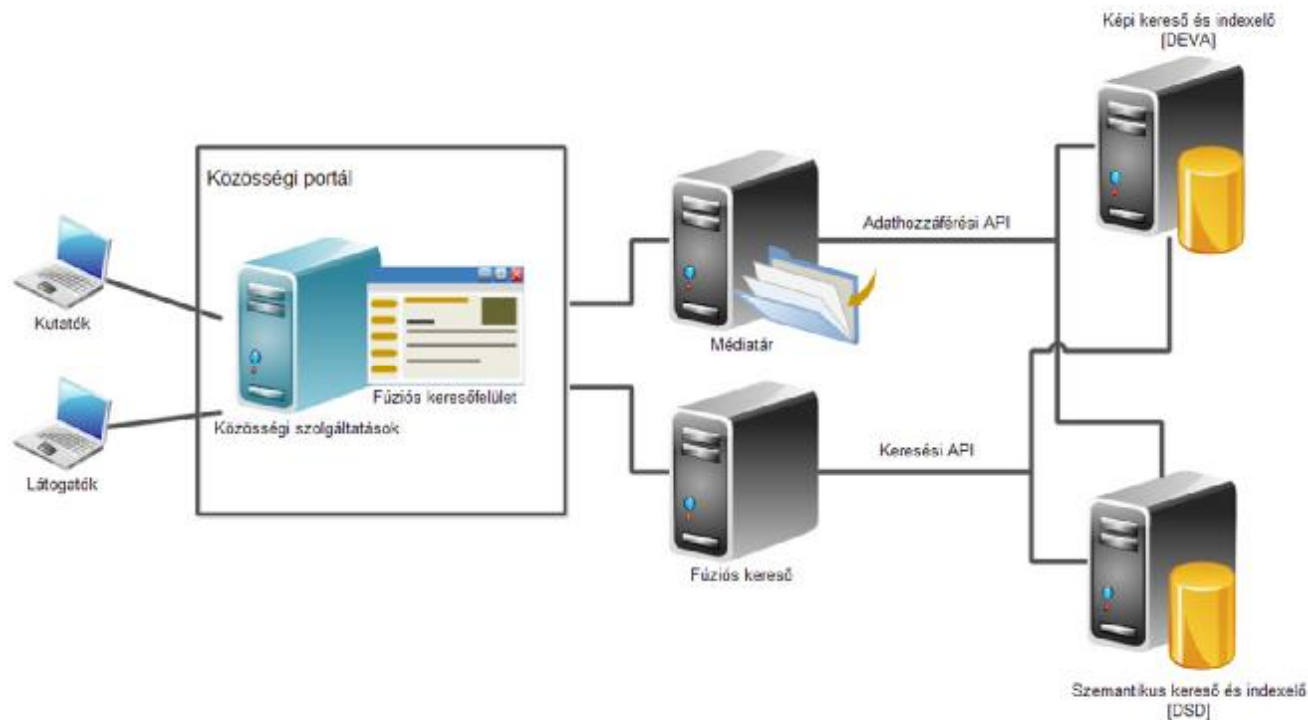 Képi kereső és indexelő
[DEVA]
Közösségi portál
Adathozzáférési API
Kutatók
Médiatár
Fúziós keresőfelület
Közösségi szolgáltatások
Keresési API
Látogatók
Fúziós kereső
Szemantikus kereső és indexelő
[DSD]